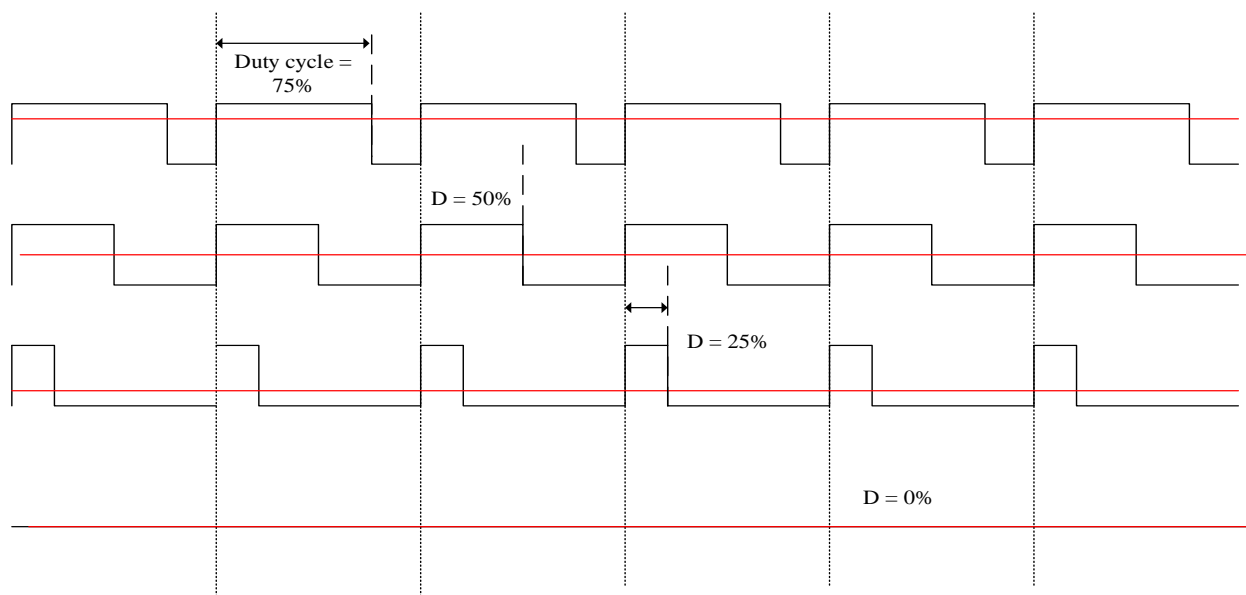 Duty cycle =
75%
D = 50%
D = 25%
D = 0%